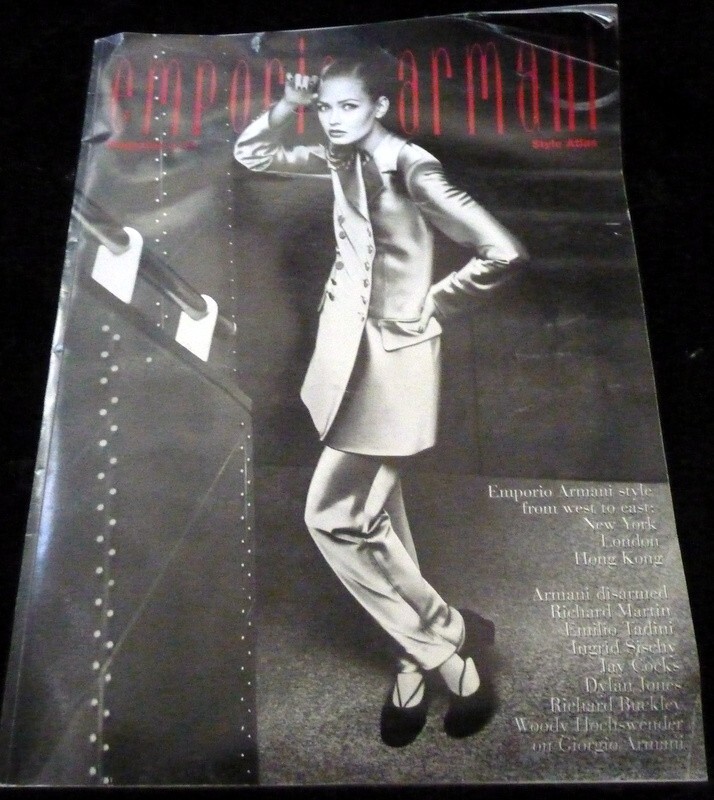 emporio armani
Style Atlas
Emporio Armani style
from west to east:
New York
London
Hong Kong
Armani disarmed
Richard Martin
Emilio Tadini
Ingrid Sischy
Jay Cocks
Dylan Jones
Richard Buckley
Woody Hochswender
on Giorgio Armani